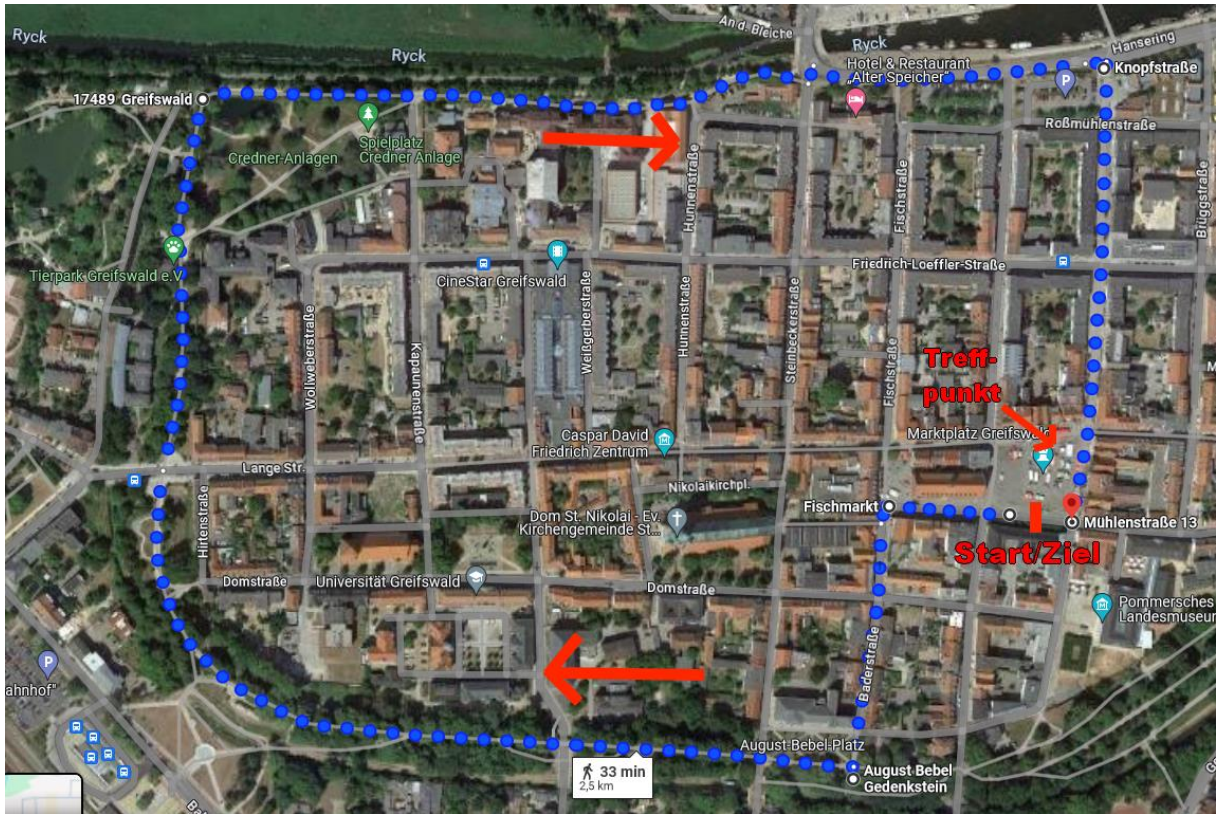 Ryck
Ryck
An d. Bleiche
Ryck
Hansering
Hotel & Restaurant
"Alter Speicher"
Knopfstraße
P
17489 Greifswald
Spielplatz
Credner Anlage
Credner-Anlagen
Roßmühlenstraße
Hunnenstraße
Fischstraße
Brüggstraße
Tierpark Greifswald e.V
CineStar Greifswald
Friedrich-Loeffler-Straße
Wollweberstraße
Kapaunenstraße
Weißgerberstraße
Hunnenstraße
Steinbeckerstraße
Fischstraße
Treff-
punkt
Marktplatz Greifswald
Caspar David
Friedrich Zentrum
Lange Str.
Nikolaikirchpl.
Fischmarkt
Mühlenstraße 13
Start/Ziel
Dom St. Nikolai - Ev.
Kirchengemeinde St...
Hirtenstraße
Domstraße
Universität Greifswald
Domstraße
Pommersches
Landesmuseum
Baderstraße
P
ahnhof"
August-Bebel-Platz
August Bebel
Gedenkstein
33 min
2,5 km